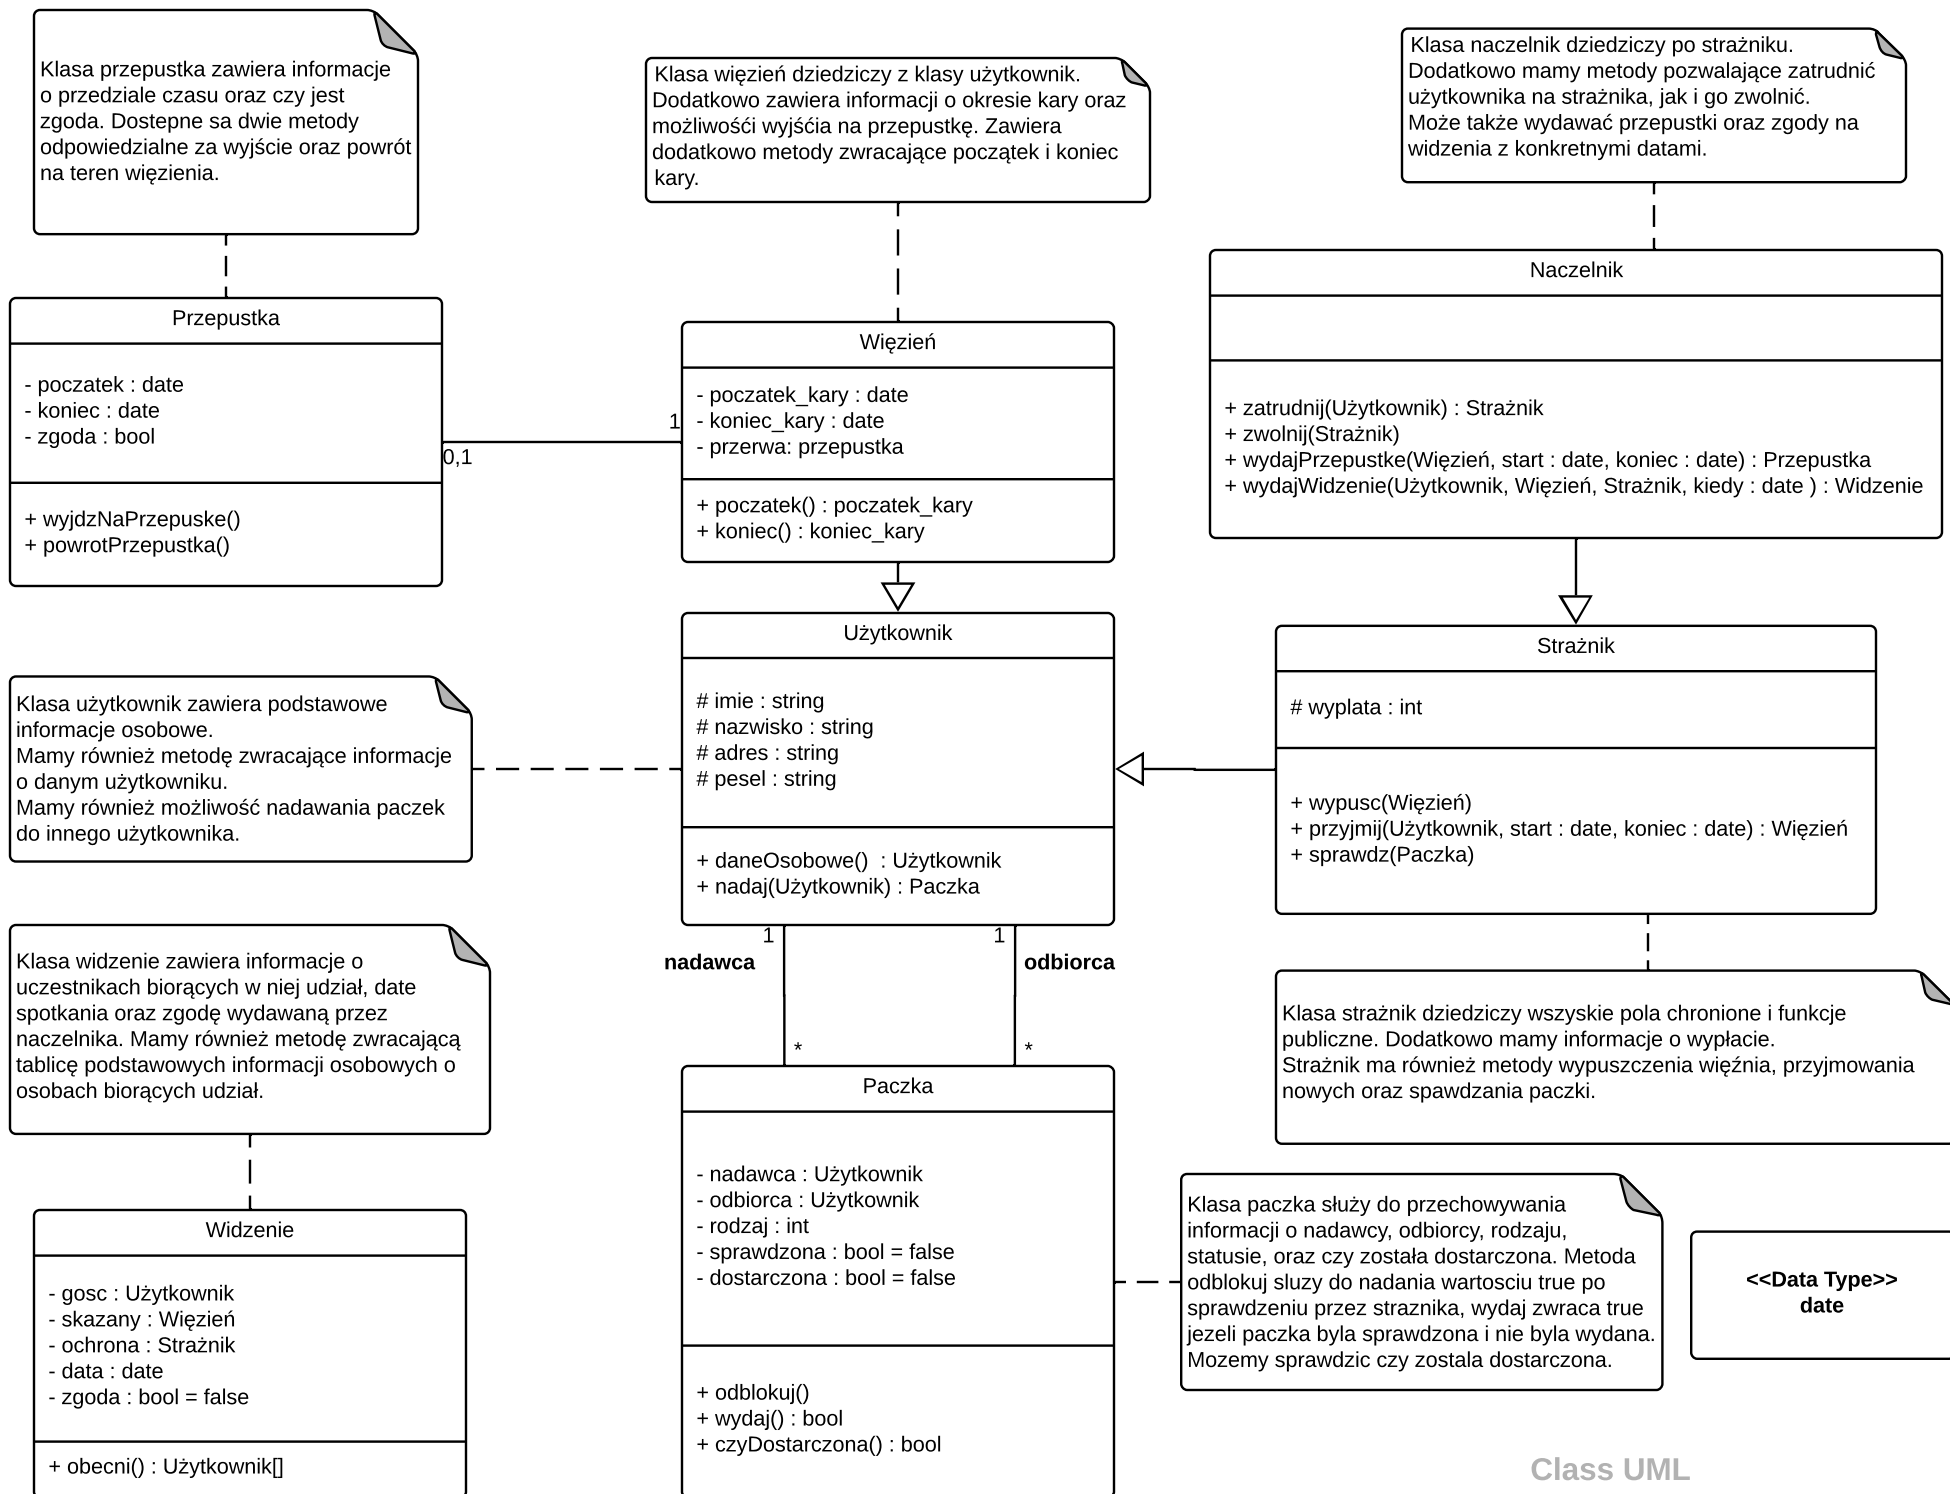 Klasa przepustka zawiera informacje
o przedziale czasu oraz czy jest
zgoda. Dostepne sa dwie metody
odpowiedzialne za wyjście oraz powrót
na teren więzienia.
Klasa więzień dziedziczy z klasy użytkownik.
Dodatkowo zawiera informacji o okresie kary oraz
możliwośći wyjśćia na przepustkę. Zawiera
dodatkowo metody zwracające początek i koniec
kary.
Klasa naczelnik dziedziczy po strażniku.
Dodatkowo mamy metody pozwalające zatrudnić
użytkownika na strażnika, jak i go zwolnić.
Może także wydawać przepustki oraz zgody na
widzenia z konkretnymi datami.
Przepustka
- poczatek : date
- koniec : date
- zgoda : bool
+ wyjdzNaPrzepuske()
+ powrotPrzepustka()
0,1
1
Więzień
- poczatek_kary : date
- koniec_kary : date
- przerwa: przepustka
+ poczatek() : poczatek_kary
+ koniec() : koniec_kary
Naczelnik
+ zatrudnij(Użytkownik) : Strażnik
+ zwolnij(Strażnik)
+ wydajPrzepustke(Więzień, start : date, koniec : date) : Przepustka
+ wydajWidzenie(Użytkownik, Więzień, Strażnik, kiedy : date ) : Widzenie
Klasa użytkownik zawiera podstawowe
informacje osobowe.
Mamy również metodę zwracające informacje
o danym użytkowniku.
Mamy również możliwość nadawania paczek
do innego użytkownika.
Użytkownik
# imie : string
# nazwisko : string
# adres : string
# pesel : string
+ daneOsobowe()  : Użytkownik
+ nadaj(Użytkownik) : Paczka
Strażnik
# wyplata : int
+ wypusc(Więzień)
+ przyjmij(Użytkownik, start : date, koniec : date) : Więzień
+ sprawdz(Paczka)
1
nadawca
*
1
odbiorca
*
Klasa widzenie zawiera informacje o
uczestnikach biorących w niej udział, date
spotkania oraz zgodę wydawaną przez
naczelnika. Mamy również metodę zwracającą
tablicę podstawowych informacji osobowych o
osobach biorących udział.
Klasa strażnik dziedziczy wszyskie pola chronione i funkcje
publiczne. Dodatkowo mamy informacje o wypłacie.
Strażnik ma również metody wypuszczenia więźnia, przyjmowania
nowych oraz spawdzania paczki.
Widzenie
- gosc : Użytkownik
- skazany : Więzień
- ochrona : Strażnik
- data : date
- zgoda : bool = false
+ obecni() : Użytkownik[]
Paczka
- nadawca : Użytkownik
- odbiorca : Użytkownik
- rodzaj : int
- sprawdzona : bool = false
- dostarczona : bool = false
+ odblokuj()
+ wydaj() : bool
+ czyDostarczona() : bool
Klasa paczka służy do przechowywania
informacji o nadawcy, odbiorcy, rodzaju,
statusie, oraz czy została dostarczona. Metoda
odblokuj sluzy do nadania wartosciu true po
sprawdzeniu przez straznika, wydaj zwraca true
jezeli paczka byla sprawdzona i nie byla wydana.
Mozemy sprawdzic czy zostala dostarczona.
<<Data Type>>
date
Class UML